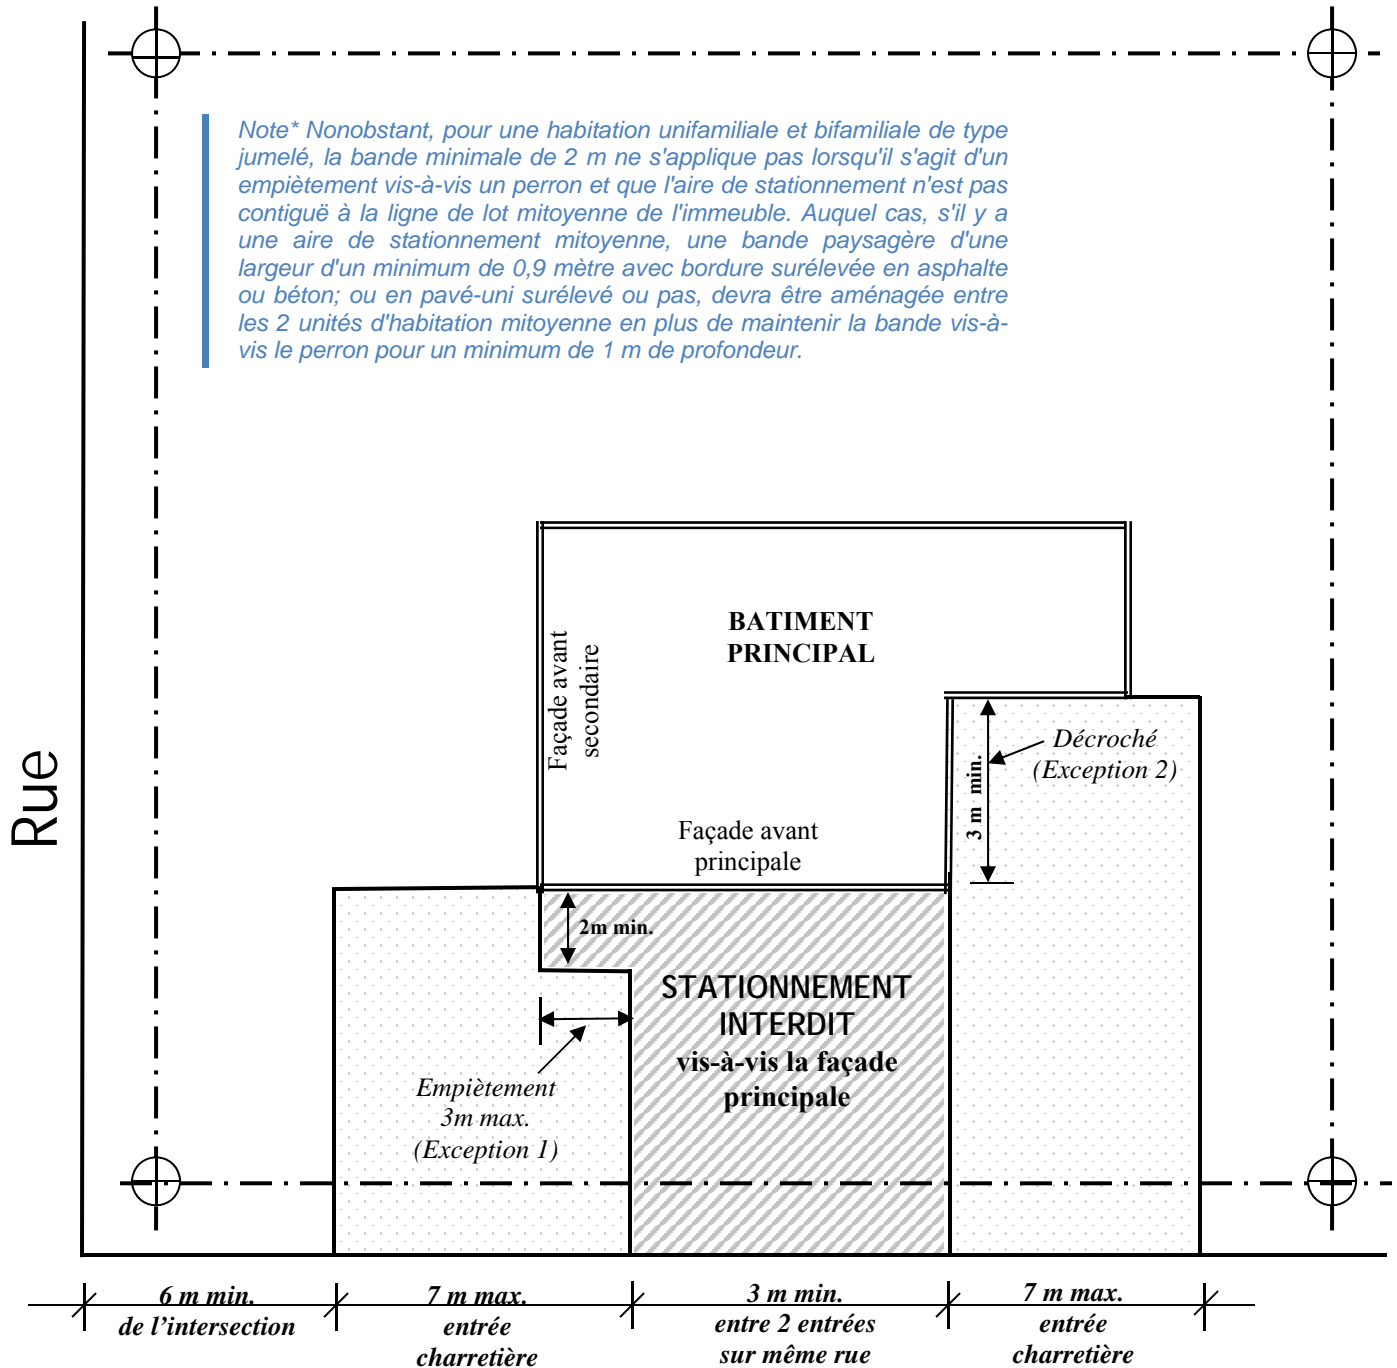 Note* Nonobstant, pour une habitation unifamiliale et bifamiliale de type
jumelé, la bande minimale de 2 m ne s'applique pas lorsqu'il s'agit d'un
empiètement vis-à-vis un perron et que l'aire de stationnement n'est pas
contiguë à la ligne de lot mitoyenne de l'immeuble. Auquel cas, s'il y a
une aire de stationnement mitoyenne, une bande paysagère d'une
largeur d'un minimum de 0,9 mètre avec bordure surélevée en asphalte
ou béton; ou en pavé-uni surélevé ou pas, devra être aménagée entre
les 2 unités d'habitation mitoyenne en plus de maintenir la bande vis-à-
vis le perron pour un minimum de 1 m de profondeur.
BATIMENT
PRINCIPAL
Façade avant
secondaire
Rue
Décroché
(Exception 2)
3 m min.
Façade avant
principale
2m min.
STATIONNEMENT
INTERDIT
vis-à-vis la façade
principale
Empiètement
3m max.
(Exception 1)
6 m min.
de l'intersection
7 m max.
entrée
charretière
3 m min.
entre 2 entrées
sur même rue
7 m max.
entrée
charretière